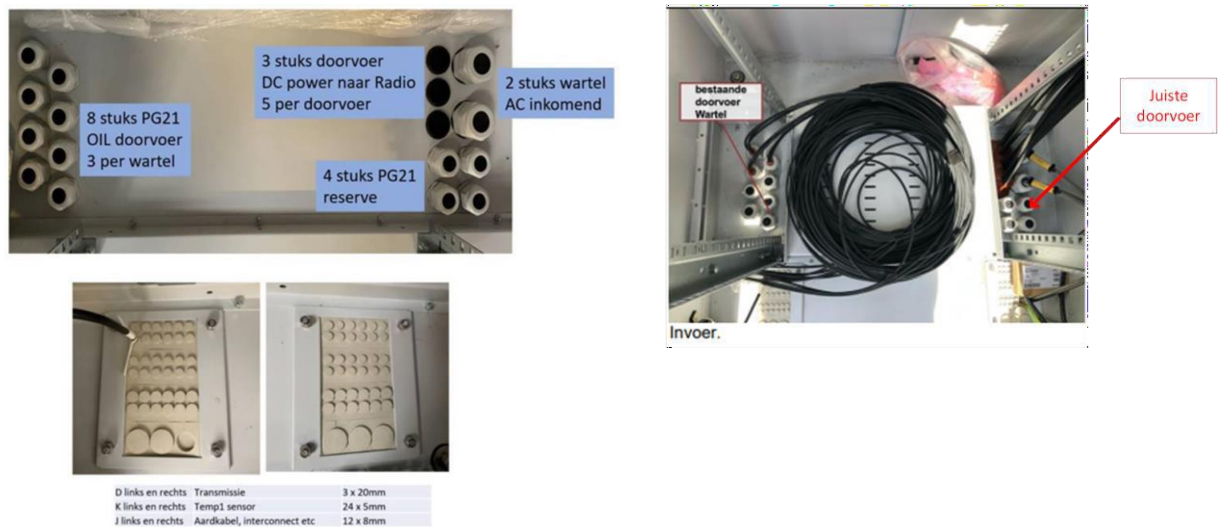 3 stuks doorvoer
DC power naar Radio
5 per doorvoer
2 stuks wartel
AC inkomend
8 stuks PG21
OIL doorvoer
3 per wartel
4 stuks PG21
reserve
bestaande
doorvoer
Wartel
Juiste
doorvoer
Invoer.
D links en rechts Transmissie 3 x 20mm
K links en rechts Temp1 sensor 24 x 5mm
J links en rechts Aardkabel, interconnect etc 12 x 8mm